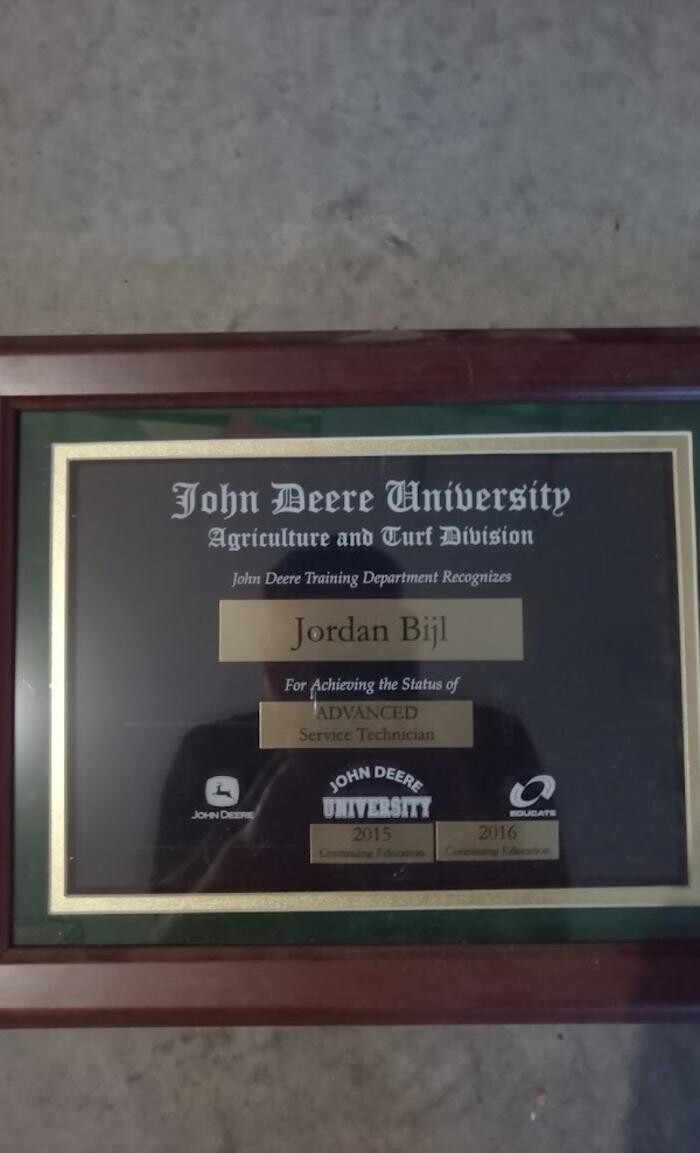 John Deere University
Agriculture and Turf Division
John Deere Training Department Recognizes
Jordan Bijl
For Achieving the Status of
ADVANCED
Service Technician
JOHN DEERE
JOHN DEERE
UNIVERSITY
EDUCATE
2015
Continuing Education
2016
Continuing Education